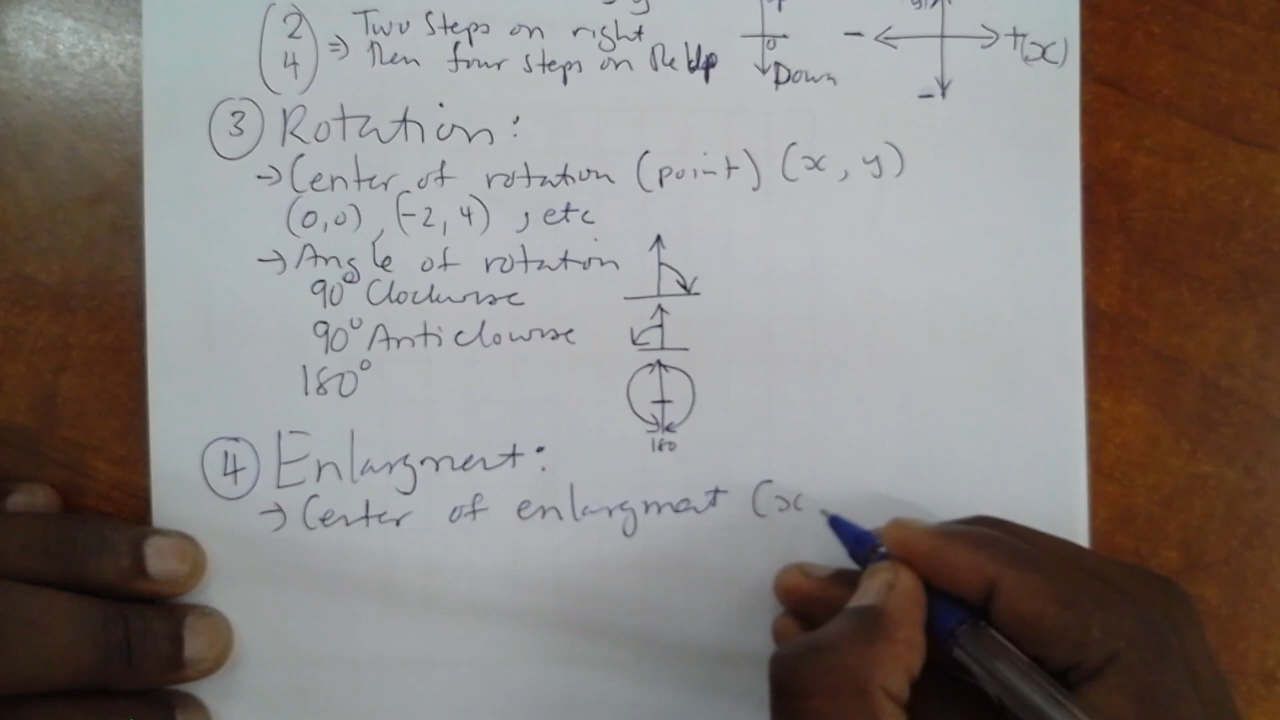 (2 4) ⇒ Two Steps on right
then four steps on the Up
0
Down
- +(x)
-
③ Rotation:
→ Center of rotation (point) (x, y)
(0,0), (-2, 4), etc
→ Angle of rotation
90° Clockwise
90° Anticlowise
180°
180
④ Enlargment:
→ Center of enlargment (x